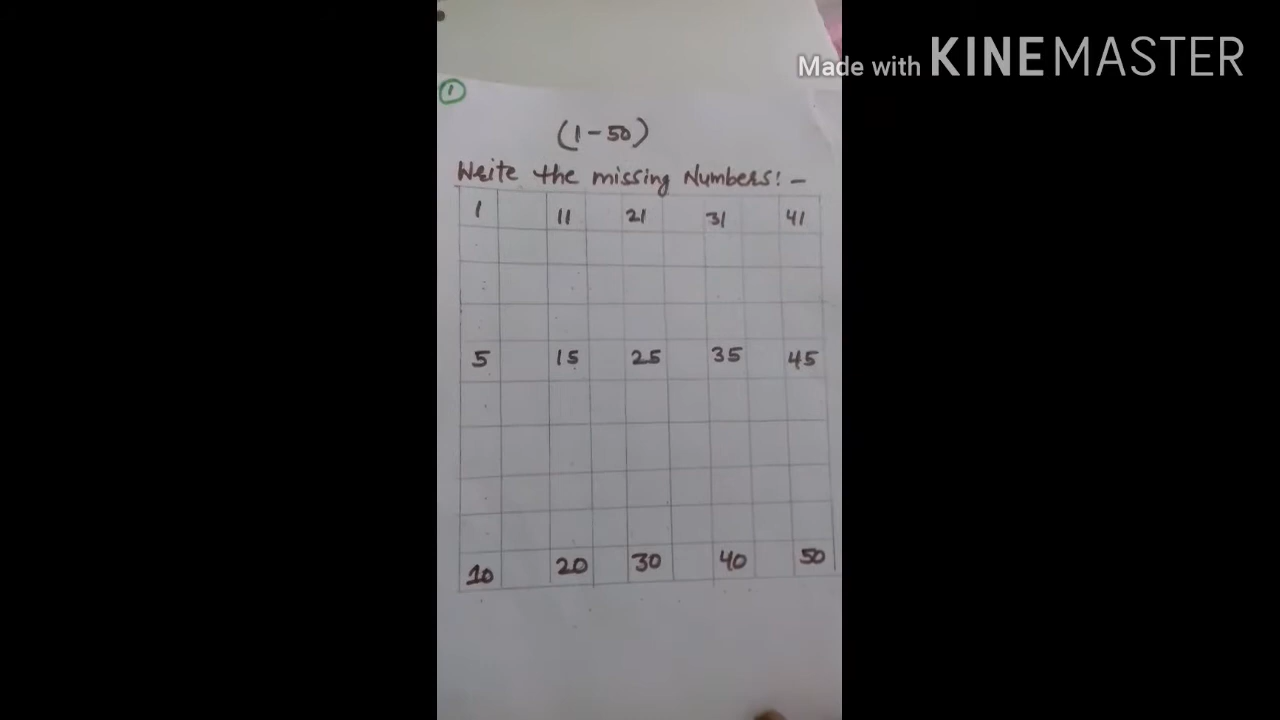 Made with KINEMASTER
1
(1-50)
Write the missing Numbers:-
1 11 21 31 41
5 15 25 35 45
10 20 30 40 50